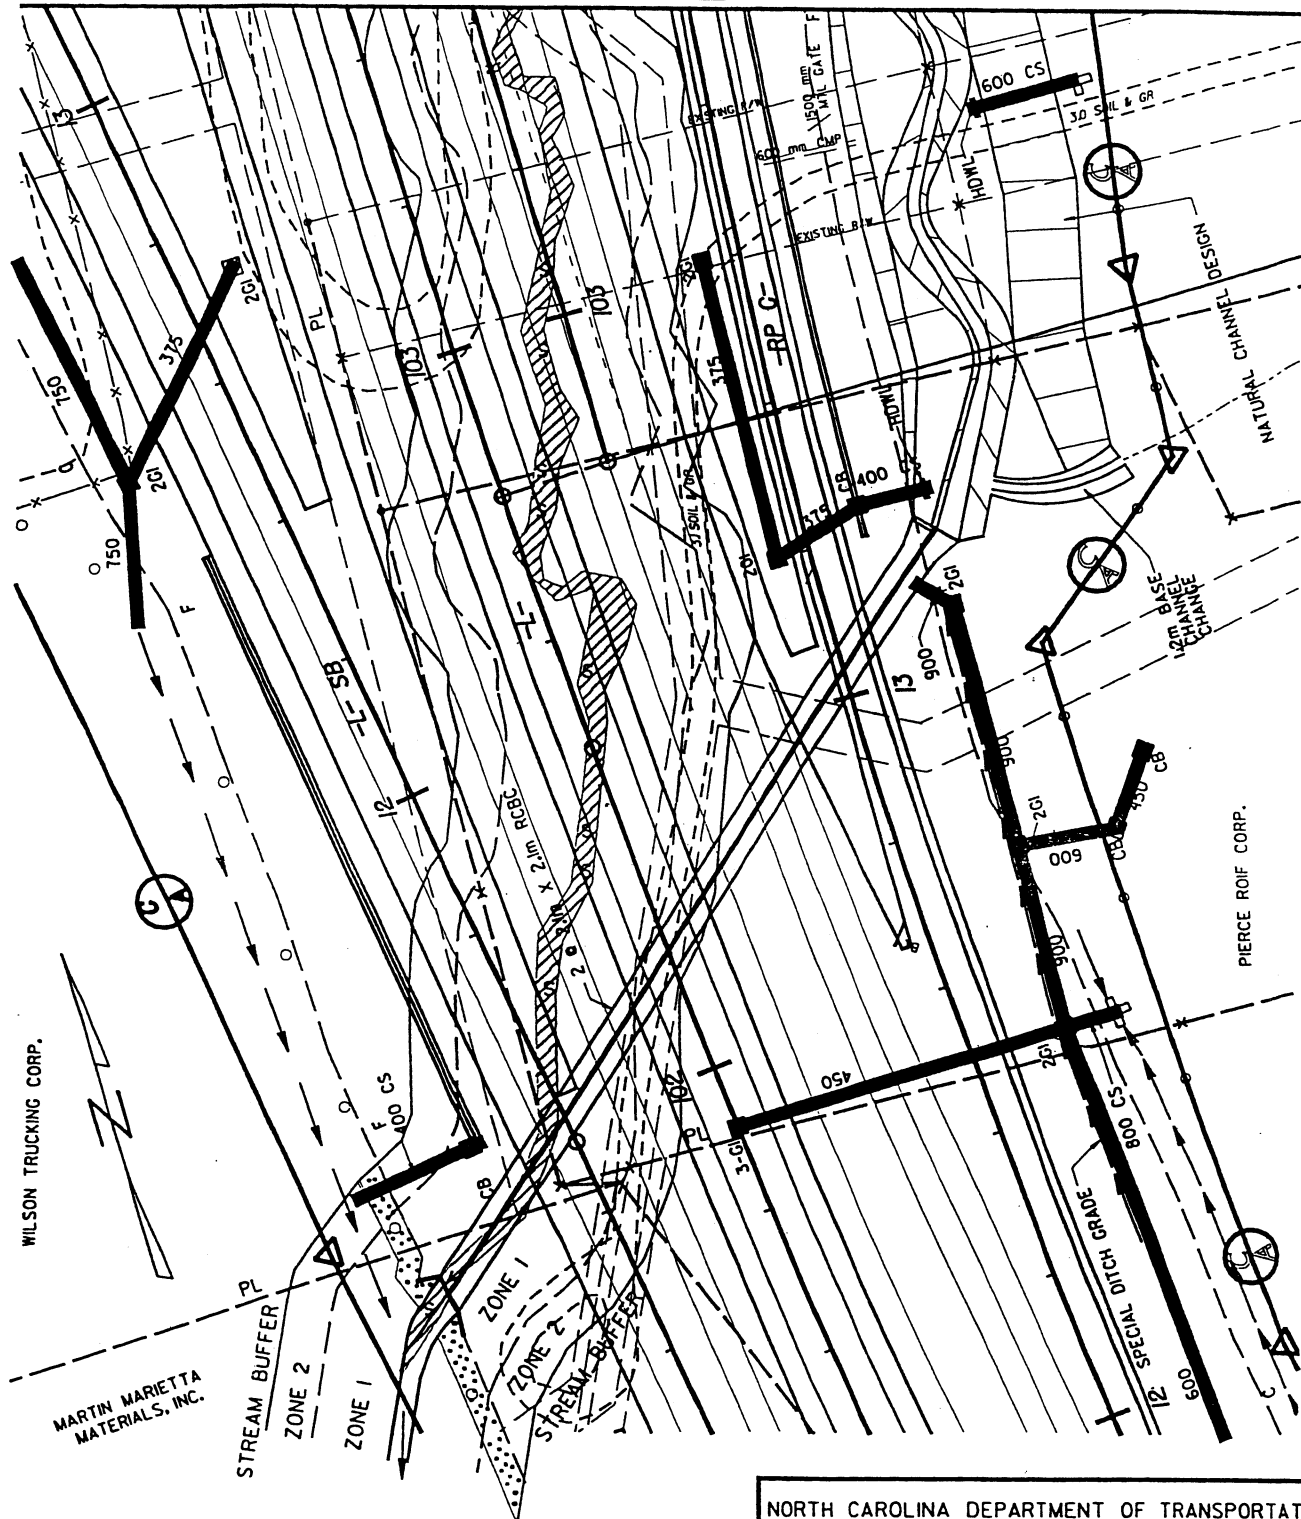 13
600 CS
1500 mm
MTL GATE
EXISTING R/W
600 mm CMP
3.0 SOIL & GR
HDWL
EXISTING R/W
NATURAL CHANNEL DESIGN
2GI
PL
103
103
2GI
-RP C-
375
375
750
2GI
750
HDWL
CB
400 CS
375
2GI
SOIL & GR
-L-
F
-L- SB
12
2GI
900
13
1.2m BASE
CHANNEL
CHANGE
900
2GI
600
CB
450
CB
PIERCE ROIF CORP.
C
A
2 @ 2.1m X 2.1m RCBC
900
2GI
450
102
PL
3-GI
800 CS
SPECIAL DITCH GRADE
12
600
C
WILSON TRUCKING CORP.
F
400 CS
CB
PL
STREAM BUFFER
ZONE 2
ZONE 1
ZONE 1
ZONE 2
STREAM BUFFER
MARTIN MARIETTA
MATERIALS, INC.
NORTH CAROLINA DEPARTMENT OF TRANSPORTAT